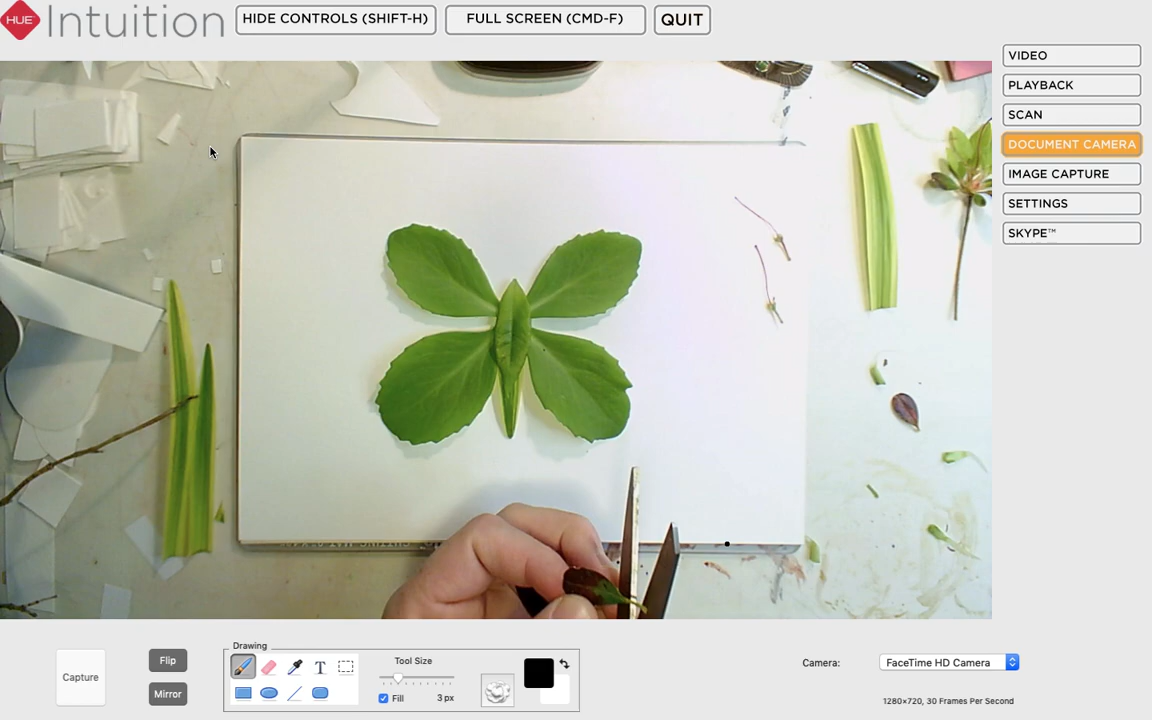 HUE Intuition
HIDE CONTROLS (SHIFT-H)
FULL SCREEN (CMD-F)
QUIT
VIDEO
PLAYBACK
SCAN
DOCUMENT CAMERA
IMAGE CAPTURE
SETTINGS
SKYPE™
Capture
Flip
Mirror
Drawing
T
Tool Size
Fill
3 px
Camera:
FaceTime HD Camera
1280×720, 30 Frames Per Second